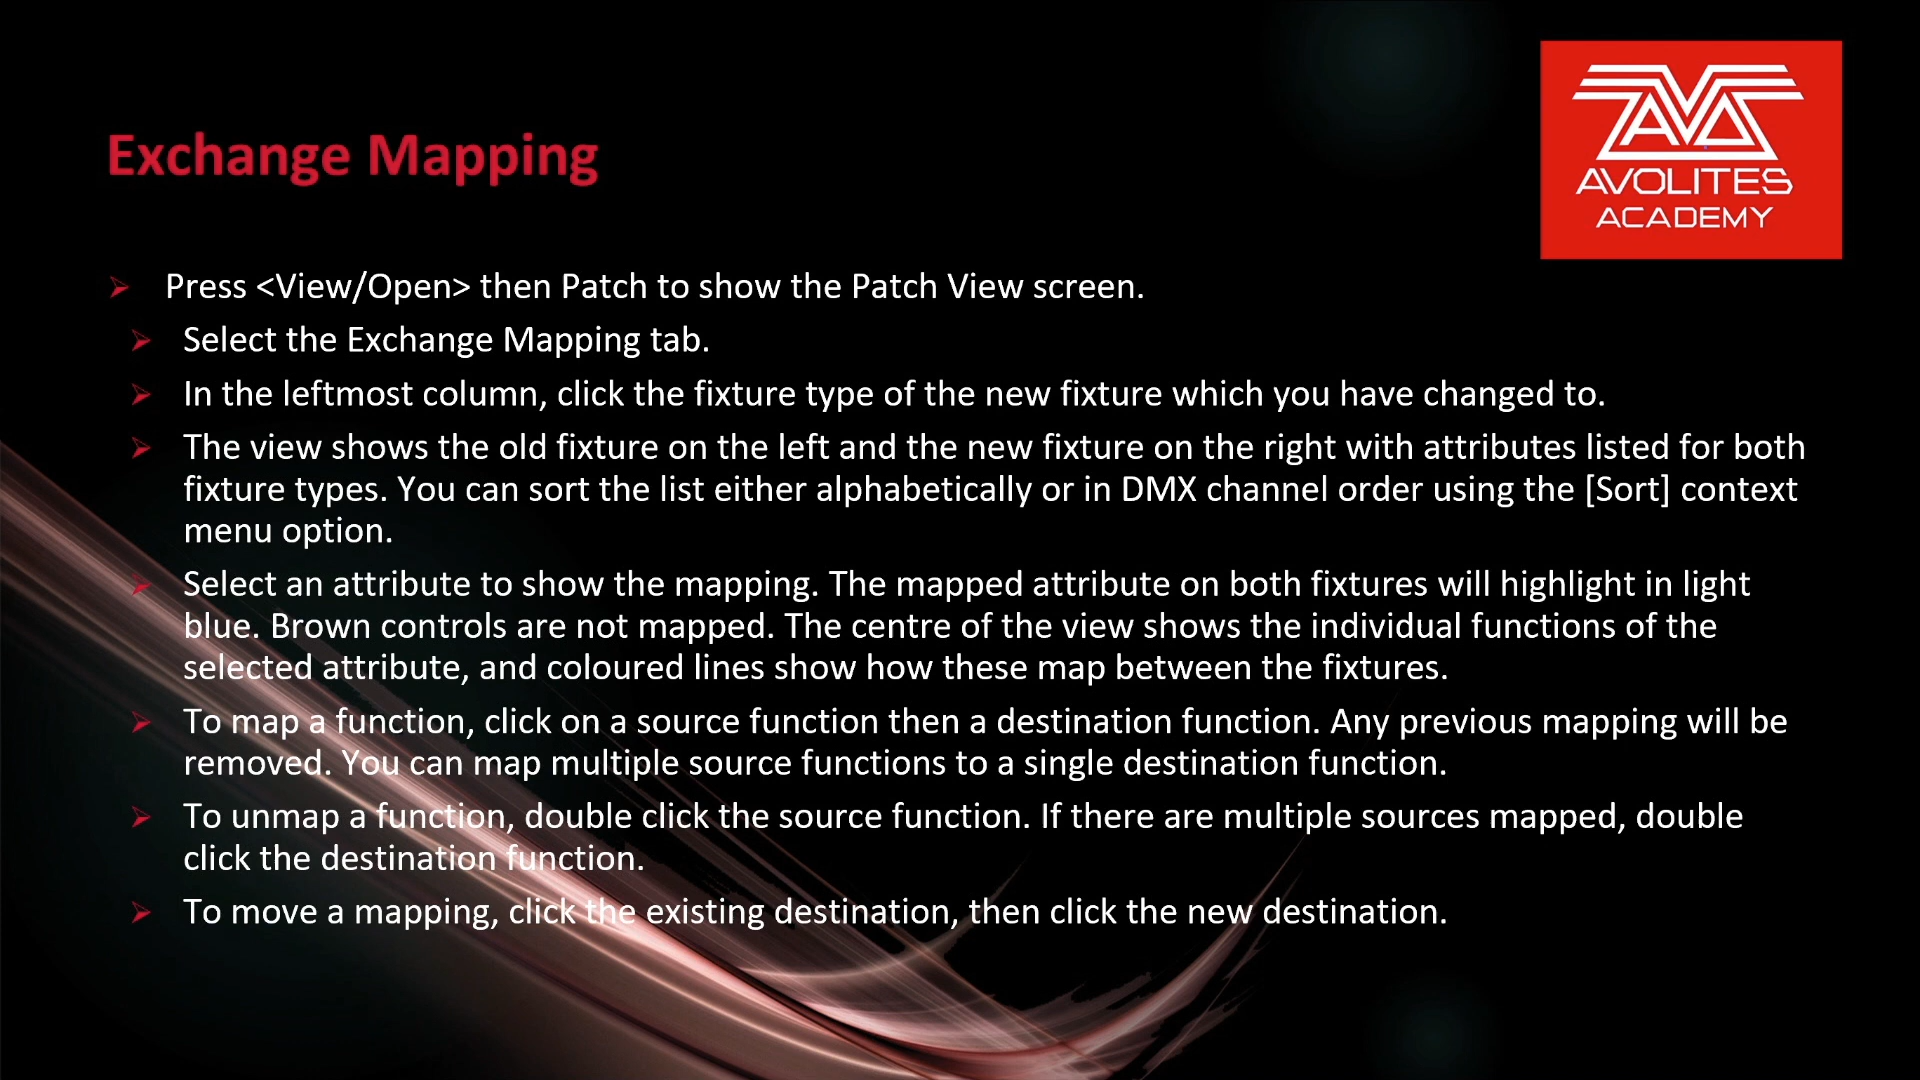 AVO
AVOLITES
ACADEMY
Exchange Mapping
Press <View/Open> then Patch to show the Patch View screen.
Select the Exchange Mapping tab.
In the leftmost column, click the fixture type of the new fixture which you have changed to.
The view shows the old fixture on the left and the new fixture on the right with attributes listed for both
fixture types. You can sort the list either alphabetically or in DMX channel order using the [Sort] context
menu option.
Select an attribute to show the mapping. The mapped attribute on both fixtures will highlight in light
blue. Brown controls are not mapped. The centre of the view shows the individual functions of the
selected attribute, and coloured lines show how these map between the fixtures.
To map a function, click on a source function then a destination function. Any previous mapping will be
removed. You can map multiple source functions to a single destination function.
To unmap a function, double click the source function. If there are multiple sources mapped, double
click the destination function.
To move a mapping, click the existing destination, then click the new destination.